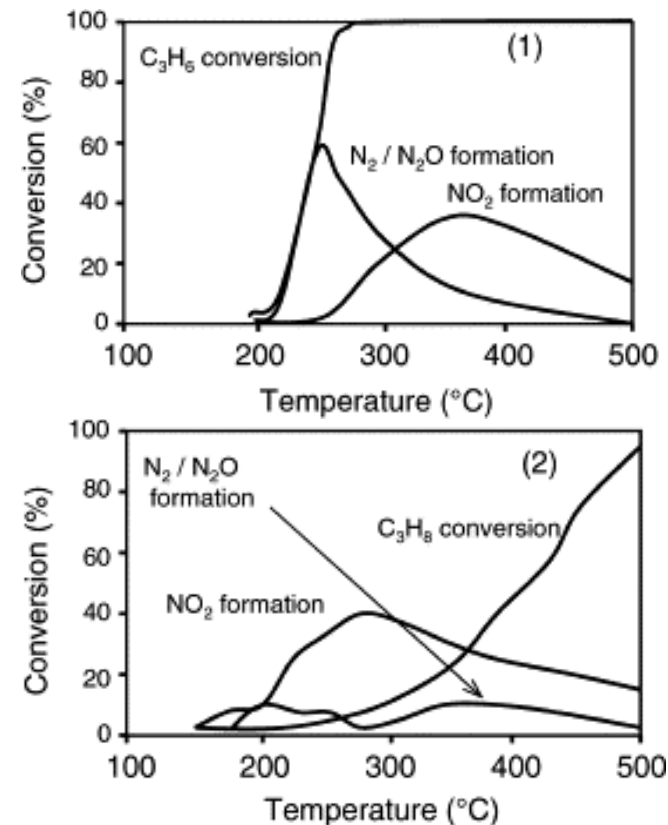 100
(1)
C₃H₆ conversion
80
60
N₂ / N₂O formation
NO₂ formation
40
20
0
Conversion (%)
100 200 300 400 500
Temperature (°C)
100
N₂ / N₂O
formation
(2)
80
C₃H₈ conversion
60
NO₂ formation
40
20
0
Conversion (%)
100 200 300 400 500
Temperature (°C)